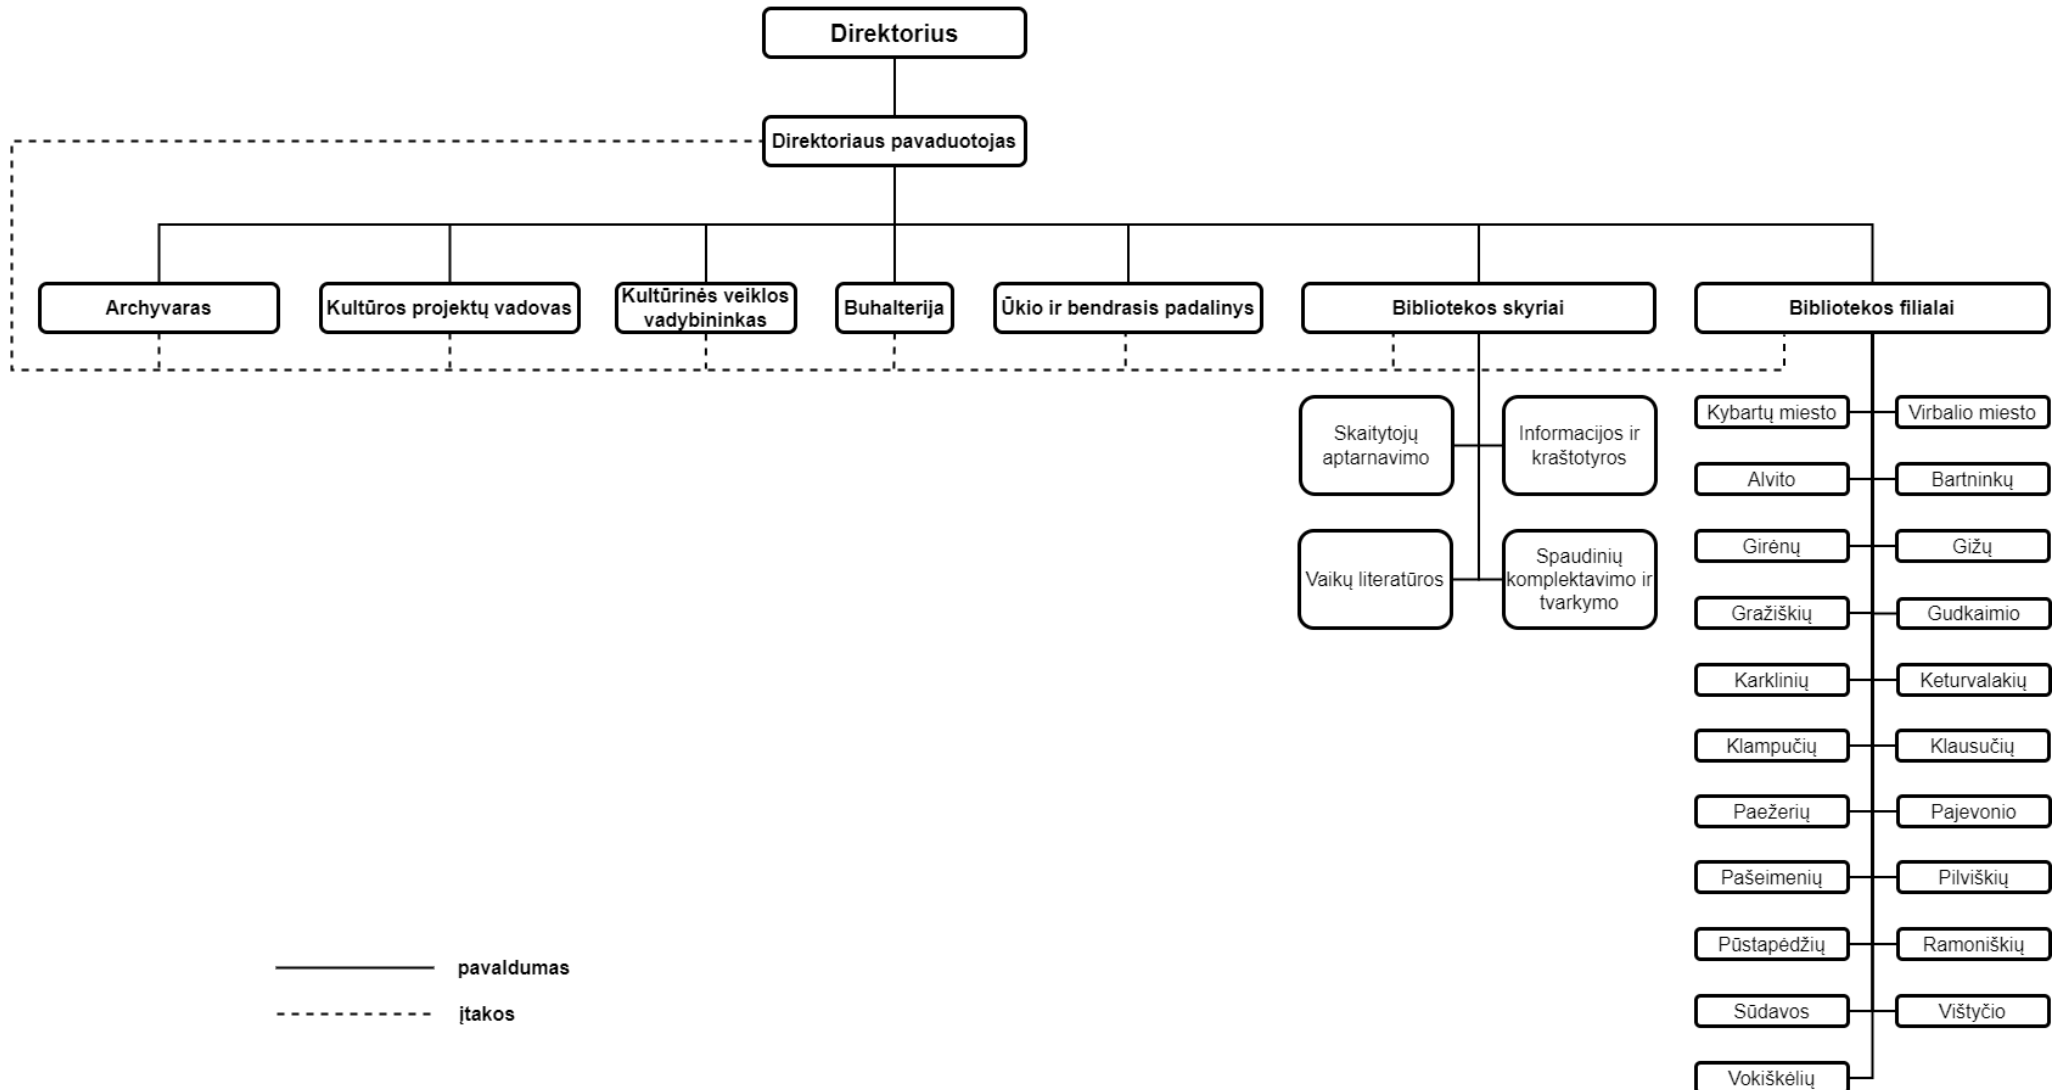 Direktorius
Direktoriaus pavaduotojas
Archyvaras
Kultūros projektų vadovas
Kultūrinės veiklos
vadybininkas
Buhalterija
Ūkio ir bendrasis padalinys
Bibliotekos skyriai
Bibliotekos filialai
Skaitytojų
aptarnavimo
Informacijos ir
kraštotyros
Vaikų literatūros
Spaudinių
komplektavimo ir
tvarkymo
Kybartų miesto
Virbalio miesto
Alvito
Bartninkų
Girėnų
Gižų
Gražiškių
Gudkaimio
Karklinių
Keturvalakių
Klampučių
Klausučių
Paežerių
Pajevonio
Pašeimenių
Pilviškių
Pūstapėdžių
Ramoniškių
Sūdavos
Vištyčio
Vokiškėlių
pavaldumas
įtakos